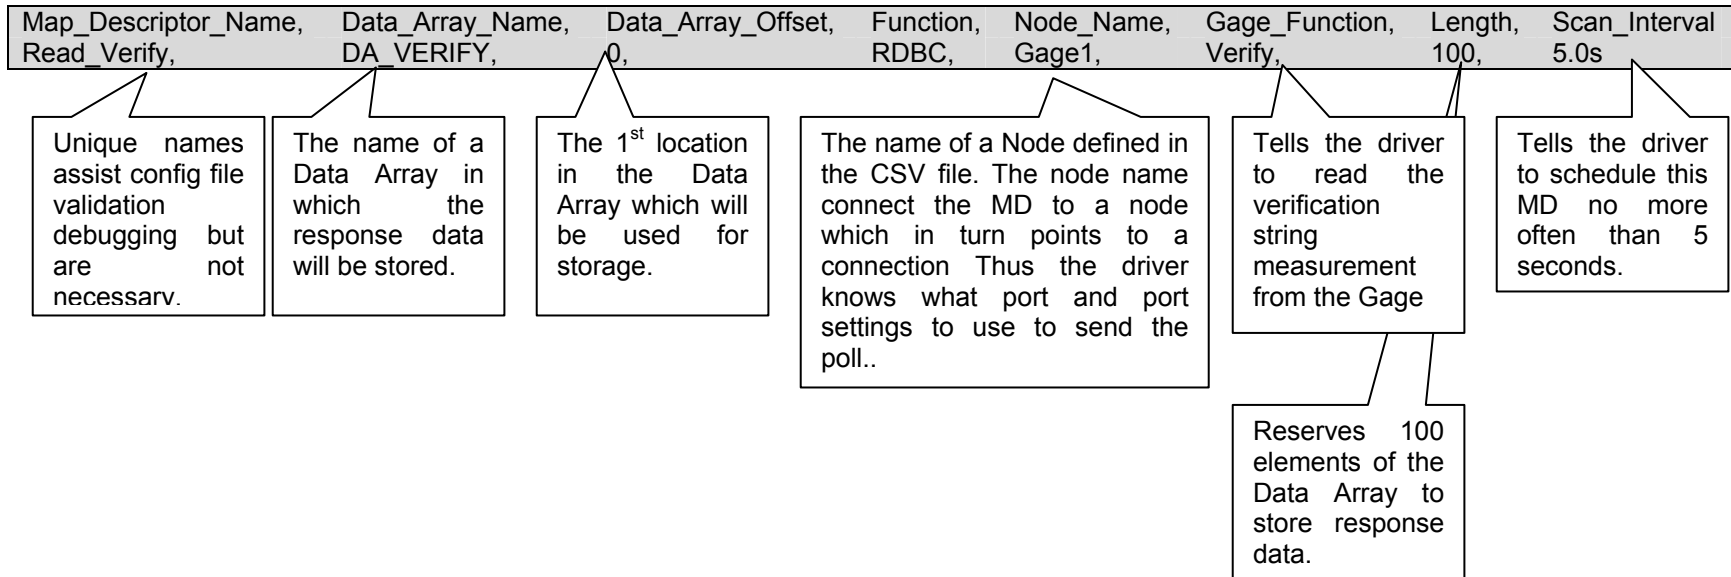 Map_Descriptor_Name, Data_Array_Name, Data_Array_Offset, Function, Node_Name, Gage_Function, Length, Scan_Interval
Read_Verify, DA_VERIFY, 0, RDBC, Gage1, Verify, 100, 5.0s
Unique names
assist config file
validation
debugging but
are not
necessary.
The name of a
Data Array in
which the
response data
will be stored.
The 1st location
in the Data
Array which will
be used for
storage.
The name of a Node defined in
the CSV file. The node name
connect the MD to a node
which in turn points to a
connection Thus the driver
knows what port and port
settings to use to send the
poll..
Tells the driver
to read the
verification
string
measurement
from the Gage
Tells the driver
to schedule this
MD no more
often than 5
seconds.
Reserves 100
elements of the
Data Array to
store response
data.